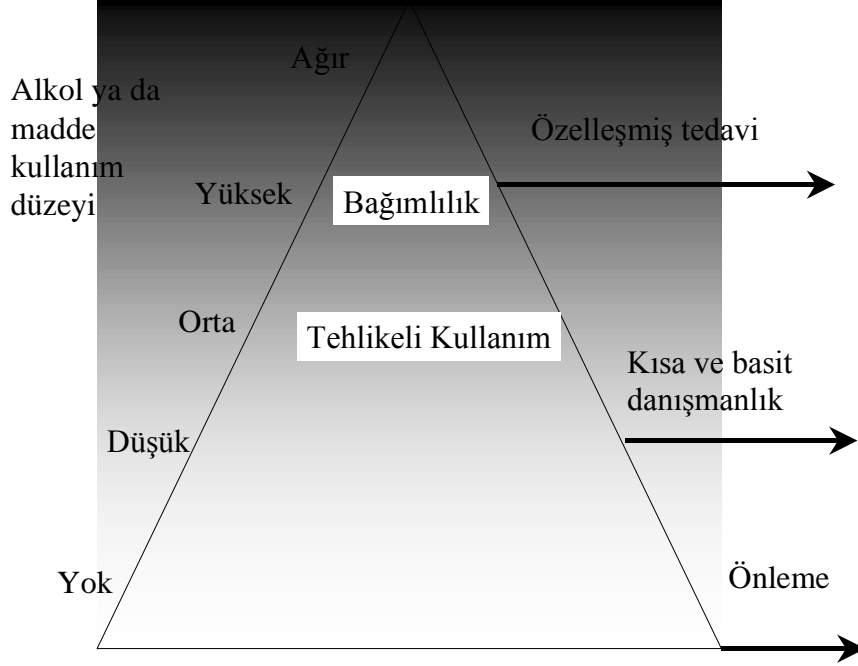 Ağır
Alkol ya da
madde
kullanım
düzeyi
Özelleşmiş tedavi
Yüksek
Bağımlılık
Orta
Tehlikeli Kullanım
Kısa ve basit
danışmanlık
Düşük
Yok
Önleme